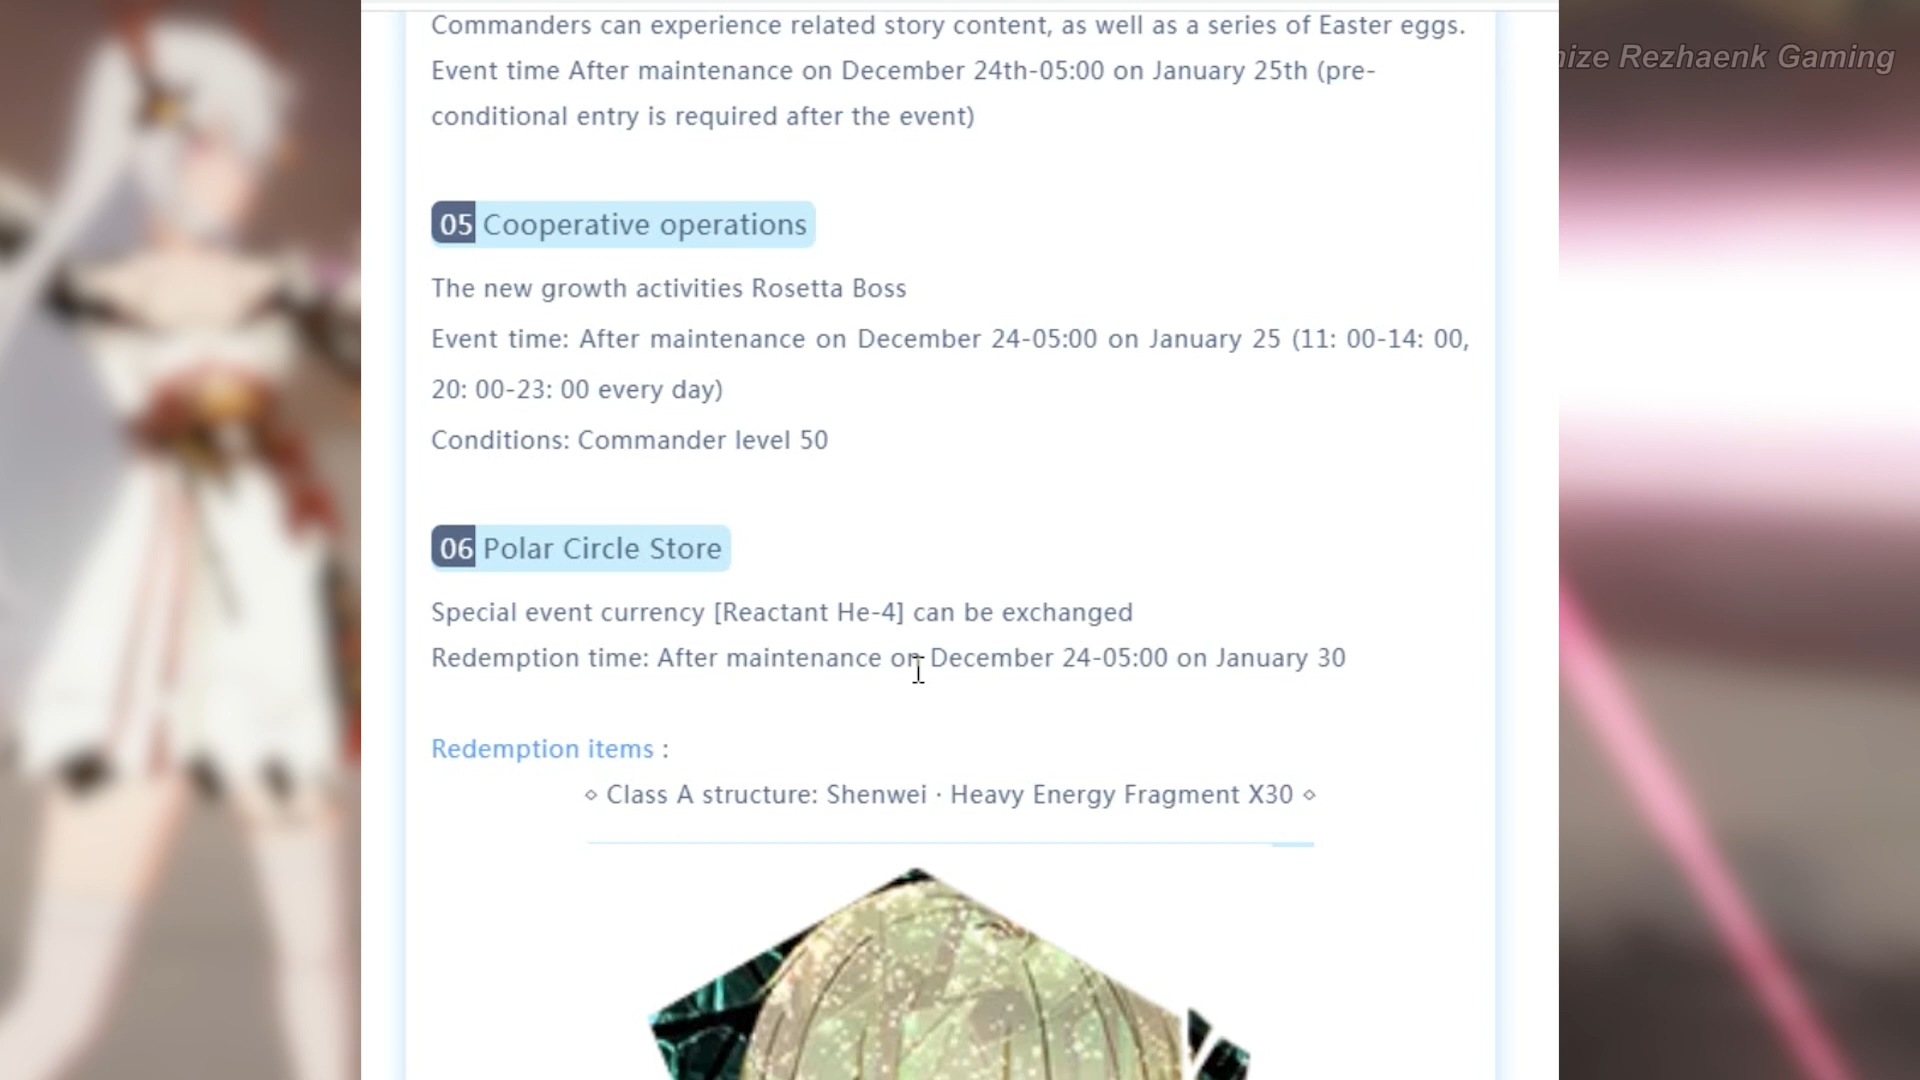 Commanders can experience related story content, as well as a series of Easter eggs.
Event time After maintenance on December 24th-05:00 on January 25th (pre-
conditional entry is required after the event)
Rezhaenk Gaming
05 Cooperative operations
The new growth activities Rosetta Boss
Event time: After maintenance on December 24-05:00 on January 25 (11: 00-14: 00,
20: 00-23: 00 every day)
Conditions: Commander level 50
06 Polar Circle Store
Special event currency [Reactant He-4] can be exchanged
Redemption time: After maintenance on December 24-05:00 on January 30
Redemption items :
◇ Class A structure: Shenwei · Heavy Energy Fragment X30 ◇